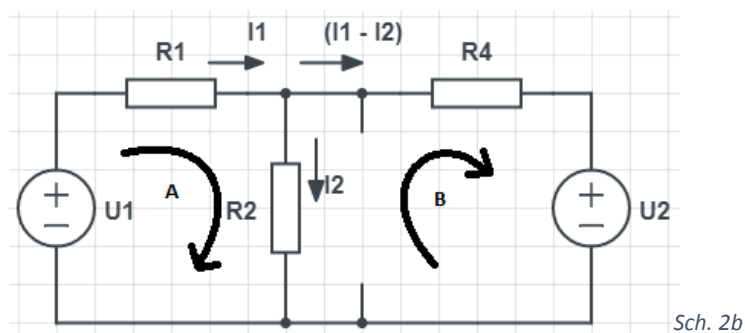 I1 (I1 - I2)
R1 R4
A B
U1 R2 I2 U2
Sch. 2b